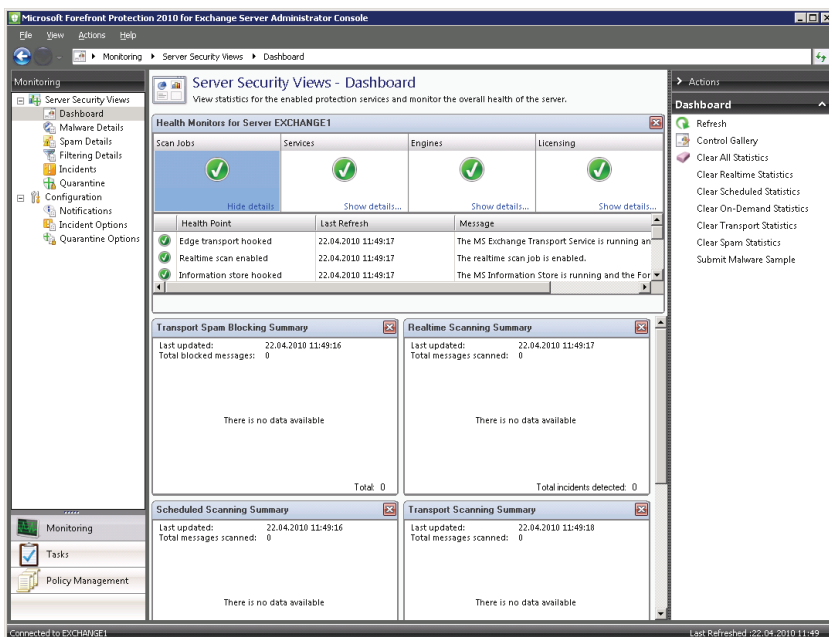 Microsoft Forefront Protection 2010 for Exchange Server Administrator Console
File View Actions Help
Monitoring Server Security Views Dashboard
Monitoring
Server Security Views
Dashboard
Malware Details
Spam Details
Filtering Details
Incidents
Quarantine
Configuration
Notifications
Incident Options
Quarantine Options
Monitoring
Tasks
Policy Management
Server Security Views - Dashboard
View statistics for the enabled protection services and monitor the overall health of the server.
Health Monitors for Server EXCHANGE1
Scan Jobs Services Engines Licensing
Hide details Show details... Show details... Show details...
Health Point Last Refresh Message
Edge transport hooked 22.04.2010 11:49:17 The MS Exchange Transport Service is running an
Realtime scan enabled 22.04.2010 11:49:17 The realtime scan job is enabled.
Information store hooked 22.04.2010 11:49:17 The MS Information Store is running and the For
Transport Spam Blocking Summary
Last updated: 22.04.2010 11:49:16
Total blocked messages: 0
There is no data available
Total: 0
Realtime Scanning Summary
Last updated: 22.04.2010 11:49:17
Total messages scanned: 0
There is no data available
Total incidents detected: 0
Scheduled Scanning Summary
Last updated: 22.04.2010 11:49:16
Total messages scanned: 0
There is no data available
Transport Scanning Summary
Last updated: 22.04.2010 11:49:18
Total messages scanned: 0
There is no data available
Actions
Dashboard
Refresh
Control Gallery
Clear All Statistics
Clear Realtime Statistics
Clear Scheduled Statistics
Clear On-Demand Statistics
Clear Transport Statistics
Clear Spam Statistics
Submit Malware Sample
Connected to EXCHANGE1
Last Refreshed :22.04.2010 11:49